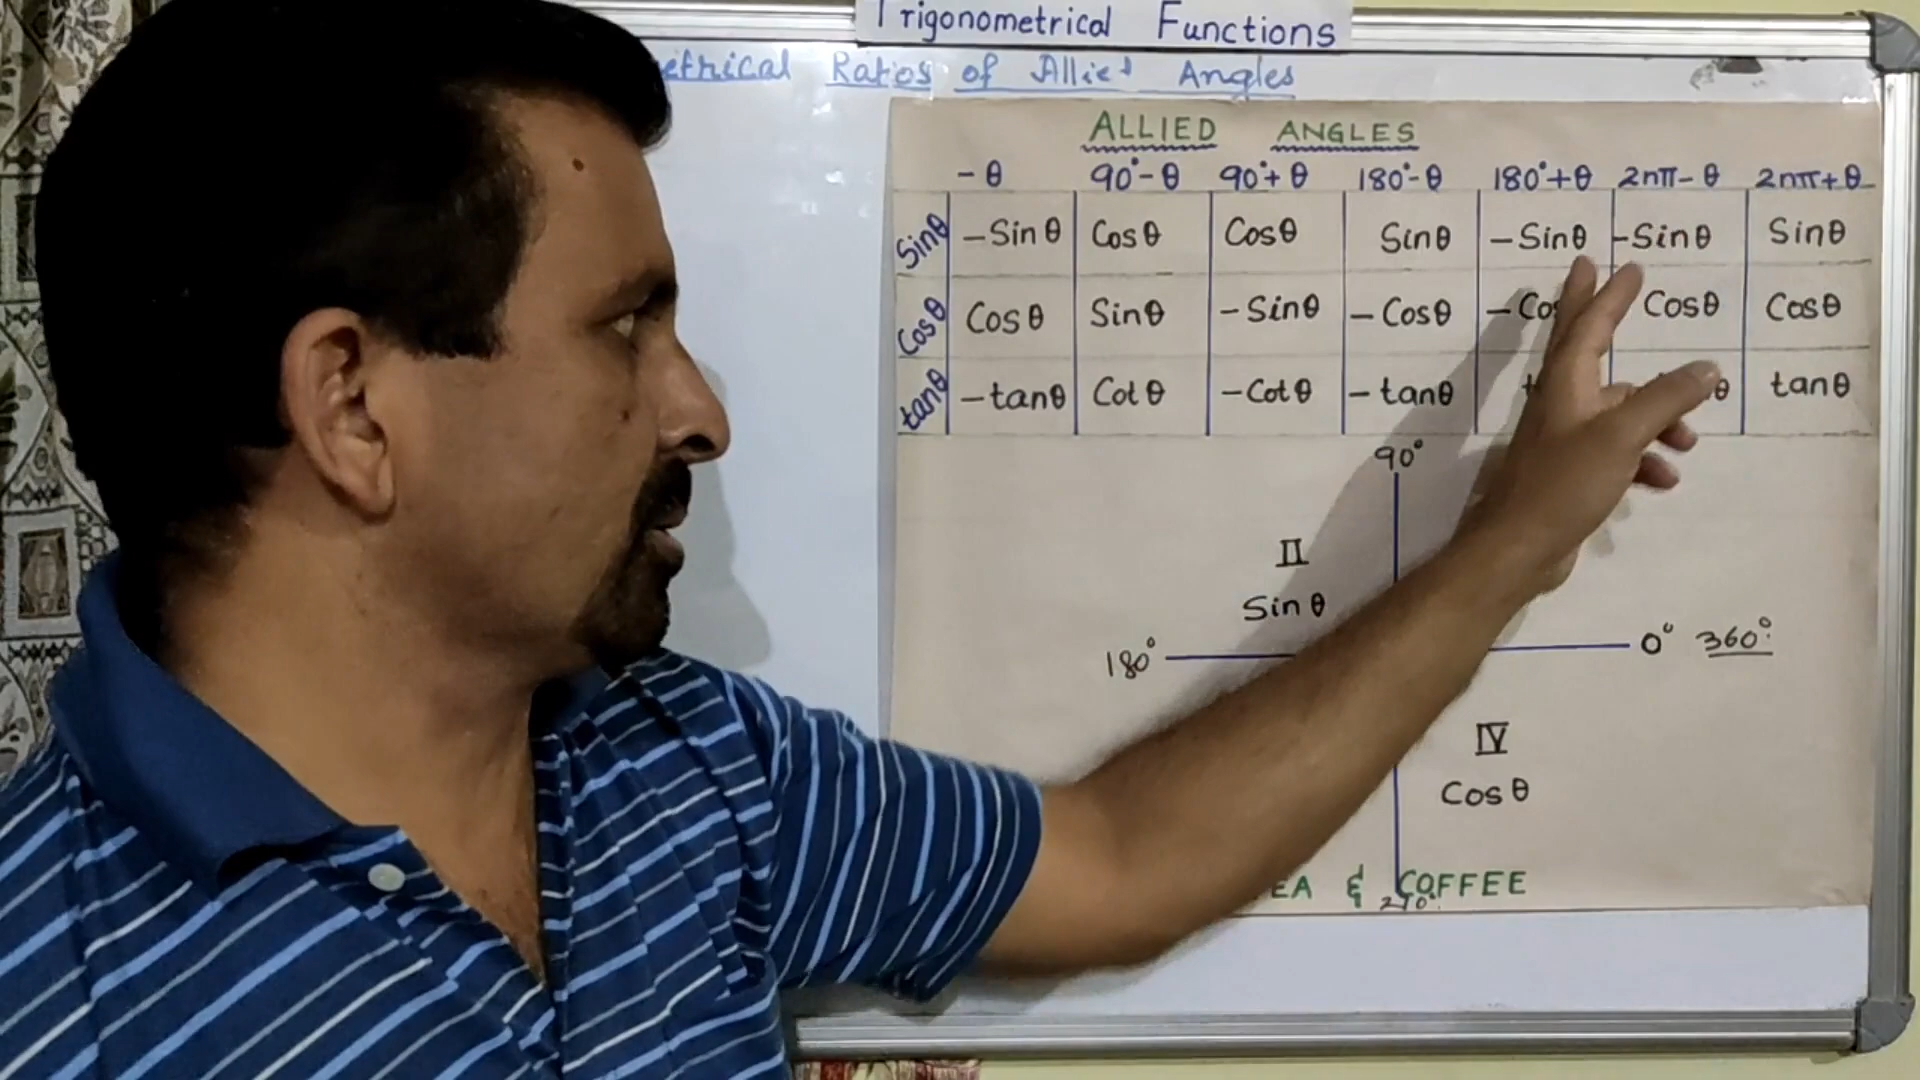 Trigonometrical Functions
Ratios of Allied Angles
ALLIED ANGLES
-θ 90°-θ 90°+θ 180°-θ 180°+θ 2nπ-θ 2nπ+θ
Sinθ -Sinθ Cosθ Cosθ Sinθ -Sinθ -Sinθ Sinθ
Cosθ Cosθ Sinθ -Sinθ -Cosθ Cosθ Cosθ
tanθ -tanθ Cotθ -Cotθ -tanθ tanθ
90°
II
Sinθ
180° 0° 360°
IV
Cosθ
& COFFEE
270°